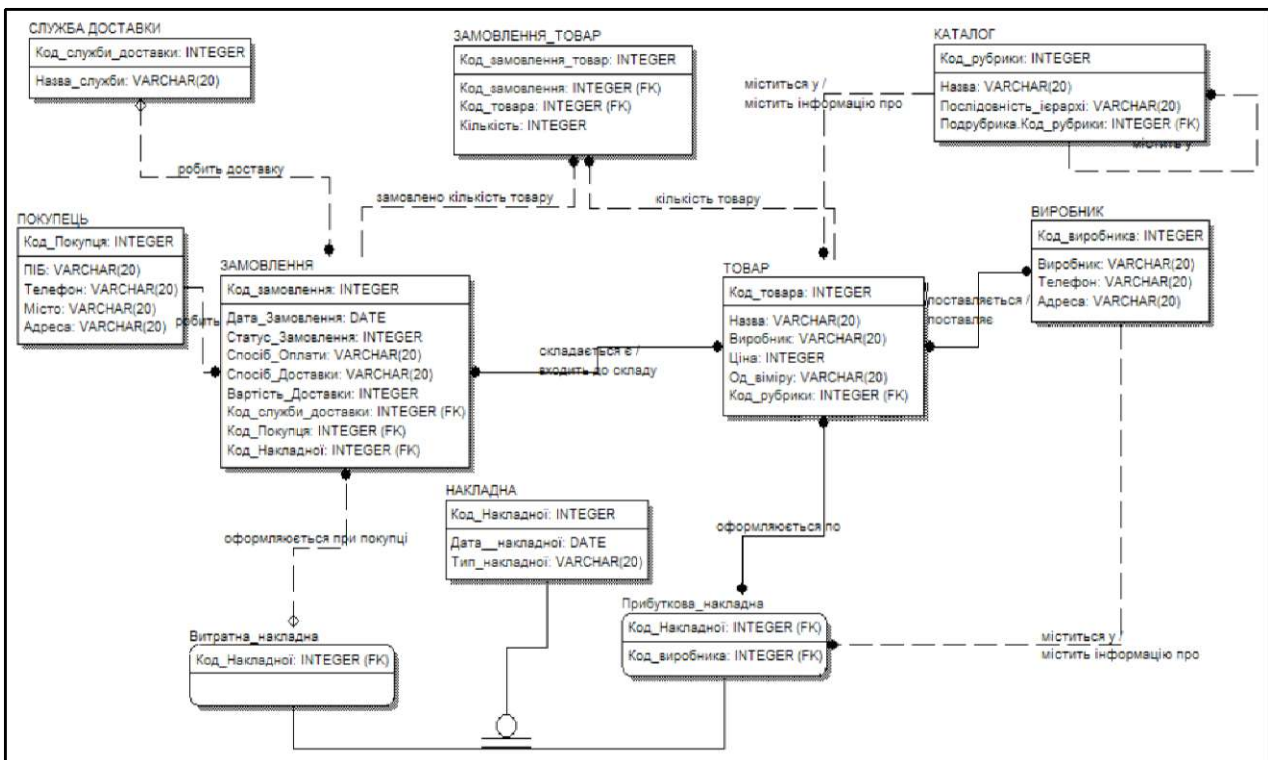 СЛУЖБА ДОСТАВКИ
Код_служби_доставки: INTEGER
Назва_служби: VARCHAR(20)
ЗАМОВЛЕННЯ_ТОВАР
Код_замовлення_товар: INTEGER
Код_замовлення: INTEGER (FK)
Код_товара: INTEGER (FK)
Кількість: INTEGER
КАТАЛОГ
Код_рубрики: INTEGER
Назва: VARCHAR(20)
Послідовність_ієрархі: VARCHAR(20)
Подрубрика.Код_рубрики: INTEGER (FK)
міститься у /
містить інформацію про
містить у
робить доставку
замовлено кількість товару
кількість товару
ПОКУПЕЦЬ
Код_Покупця: INTEGER
ПІБ: VARCHAR(20)
Телефон: VARCHAR(20)
Місто: VARCHAR(20)
Адреса: VARCHAR(20)
робить
ЗАМОВЛЕННЯ
Код_замовлення: INTEGER
Дата_Замовлення: DATE
Статус_Замовлення: INTEGER
Спосіб_Оплати: VARCHAR(20)
Спосіб_Доставки: VARCHAR(20)
Вартість_Доставки: INTEGER
Код_служби_доставки: INTEGER (FK)
Код_Покупця: INTEGER (FK)
Код_Накладної: INTEGER (FK)
складається є /
входить до складу
ТОВАР
Код_товара: INTEGER
Назва: VARCHAR(20)
Виробник: VARCHAR(20)
Ціна: INTEGER
Од_віміру: VARCHAR(20)
Код_рубрики: INTEGER (FK)
поставляється /
поставляє
ВИРОБНИК
Код_виробника: INTEGER
Виробник: VARCHAR(20)
Телефон: VARCHAR(20)
Адреса: VARCHAR(20)
оформляюється при покупці
НАКЛАДНА
Код_Накладної: INTEGER
Дата__накладної: DATE
Тип_накладної: VARCHAR(20)
оформляюється по
Витратна_накладна
Код_Накладної: INTEGER (FK)
Прибуткова_накладна
Код_Накладної: INTEGER (FK)
Код_виробника: INTEGER (FK)
міститься у /
містить інформацію про